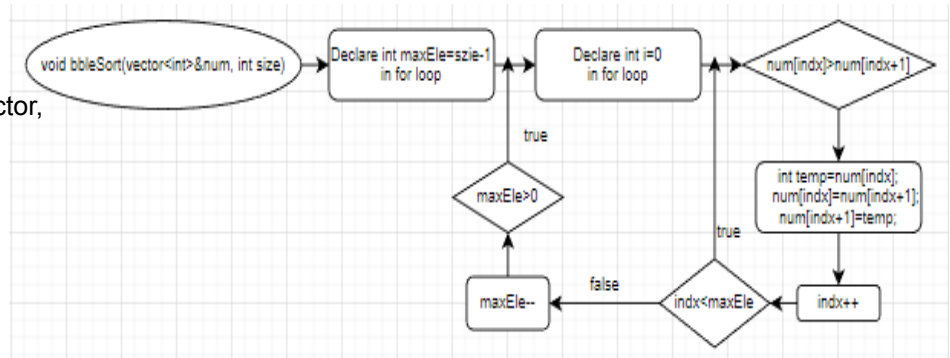 void bbleSort(vector<int>&num, int size)
Declare int maxEle=szie-1
in for loop
Declare int i=0
in for loop
num[indx]>num[indx+1]
ctor,
true
maxEle>0
int temp=num[indx];
num[indx]=num[indx+1];
num[indx+1]=temp;
true
maxEle--
false
indx<maxEle
indx++